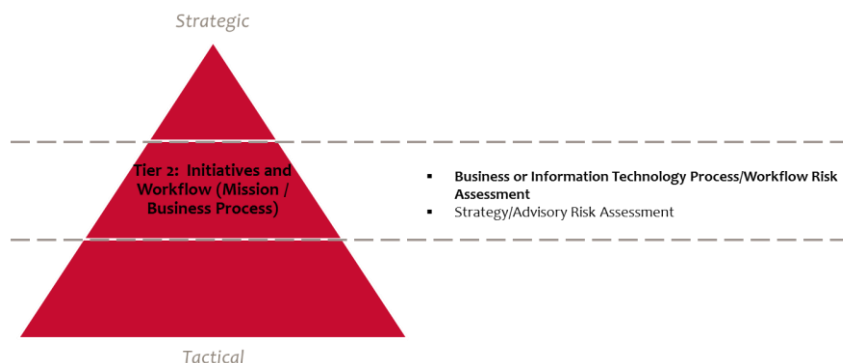 Strategic
Tier 2: Initiatives and
Workflow (Mission /
Business Process)
▪ Business or Information Technology Process/Workflow Risk
Assessment
▪ Strategy/Advisory Risk Assessment
Tactical